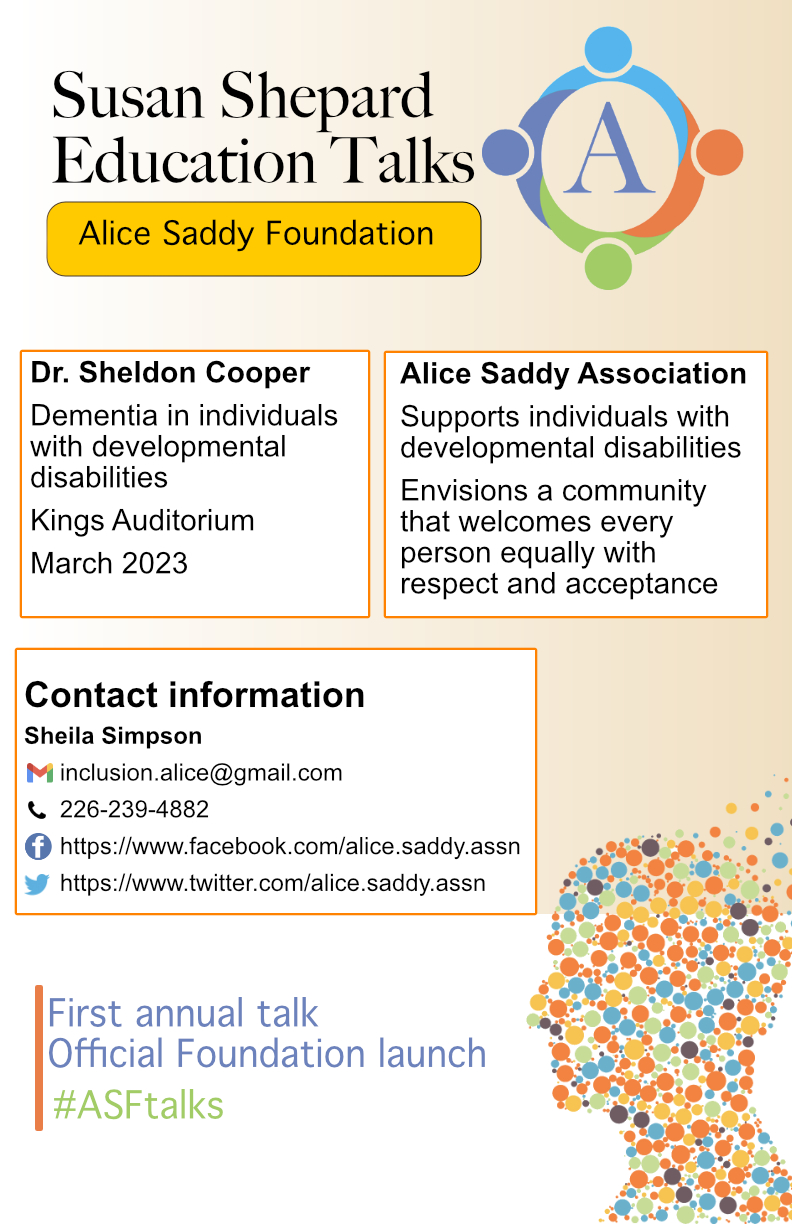 Susan Shepard
Education Talks
A
Alice Saddy Foundation
Dr. Sheldon Cooper
Dementia in individuals
with developmental
disabilities
Kings Auditorium
March 2023
Alice Saddy Association
Supports individuals with
developmental disabilities
Envisions a community
that welcomes every
person equally with
respect and acceptance
Contact information
Sheila Simpson
inclusion.alice@gmail.com
226-239-4882
https://www.facebook.com/alice.saddy.assn
https://www.twitter.com/alice.saddy.assn
First annual talk
Official Foundation launch
#ASFtalks